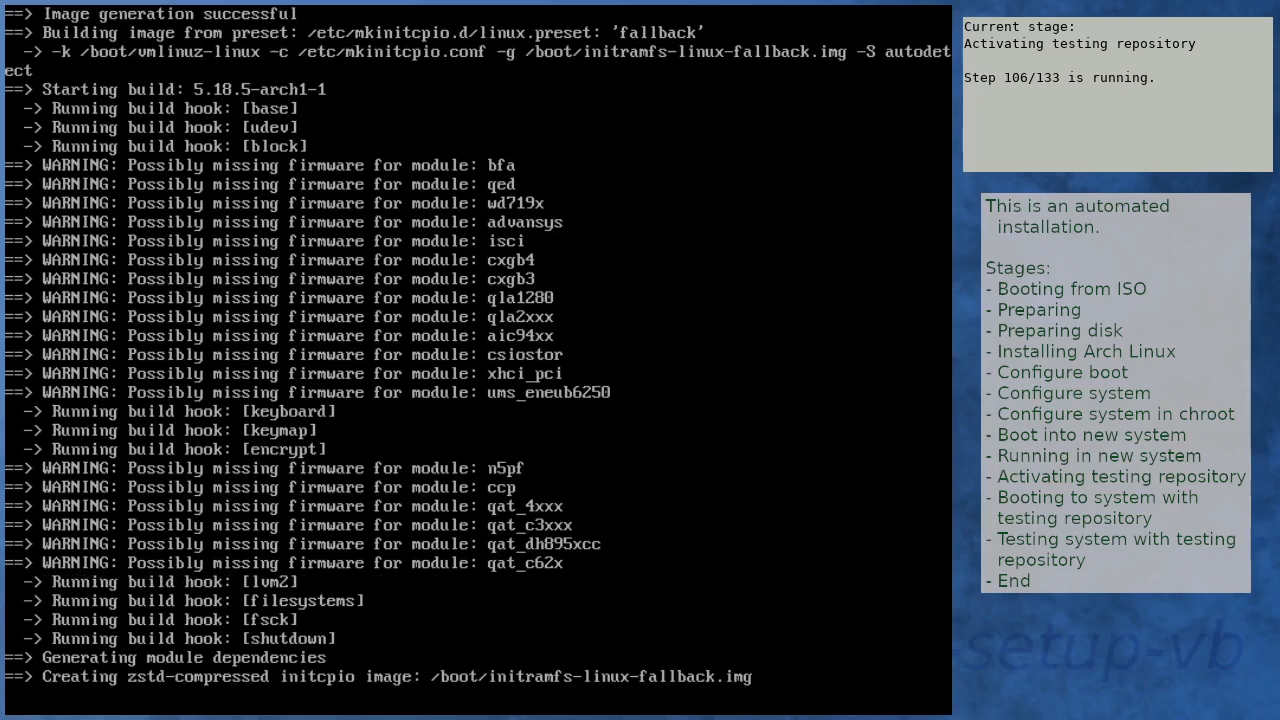 ==> Image generation successful
==> Building image from preset: /etc/mkinitcpio.d/linux.preset: 'fallback'
  -> -k /boot/vmlinuz-linux -c /etc/mkinitcpio.conf -g /boot/initramfs-linux-fallback.img -S autodet
ect
==> Starting build: 5.18.5-arch1-1
  -> Running build hook: [base]
  -> Running build hook: [udev]
  -> Running build hook: [block]
==> WARNING: Possibly missing firmware for module: bfa
==> WARNING: Possibly missing firmware for module: qed
==> WARNING: Possibly missing firmware for module: wd719x
==> WARNING: Possibly missing firmware for module: advansys
==> WARNING: Possibly missing firmware for module: isci
==> WARNING: Possibly missing firmware for module: cxgb4
==> WARNING: Possibly missing firmware for module: cxgb3
==> WARNING: Possibly missing firmware for module: qla1280
==> WARNING: Possibly missing firmware for module: qla2xxx
==> WARNING: Possibly missing firmware for module: aic94xx
==> WARNING: Possibly missing firmware for module: csiostor
==> WARNING: Possibly missing firmware for module: xhci_pci
==> WARNING: Possibly missing firmware for module: ums_eneub6250
  -> Running build hook: [keyboard]
  -> Running build hook: [keymap]
  -> Running build hook: [encrypt]
==> WARNING: Possibly missing firmware for module: n5pf
==> WARNING: Possibly missing firmware for module: ccp
==> WARNING: Possibly missing firmware for module: qat_4xxx
==> WARNING: Possibly missing firmware for module: qat_c3xxx
==> WARNING: Possibly missing firmware for module: qat_dh895xcc
==> WARNING: Possibly missing firmware for module: qat_c62x
  -> Running build hook: [lvm2]
  -> Running build hook: [filesystems]
  -> Running build hook: [fsck]
  -> Running build hook: [shutdown]
==> Generating module dependencies
==> Creating zstd-compressed initcpio image: /boot/initramfs-linux-fallback.img
Current stage:
Activating testing repository
Step 106/133 is running.
This is an automated
installation.
Stages:
- Booting from ISO
- Preparing
- Preparing disk
- Installing Arch Linux
- Configure boot
- Configure system
- Configure system in chroot
- Boot into new system
- Running in new system
- Activating testing repository
- Booting to system with
testing repository
- Testing system with testing
repository
- End
setup-vb